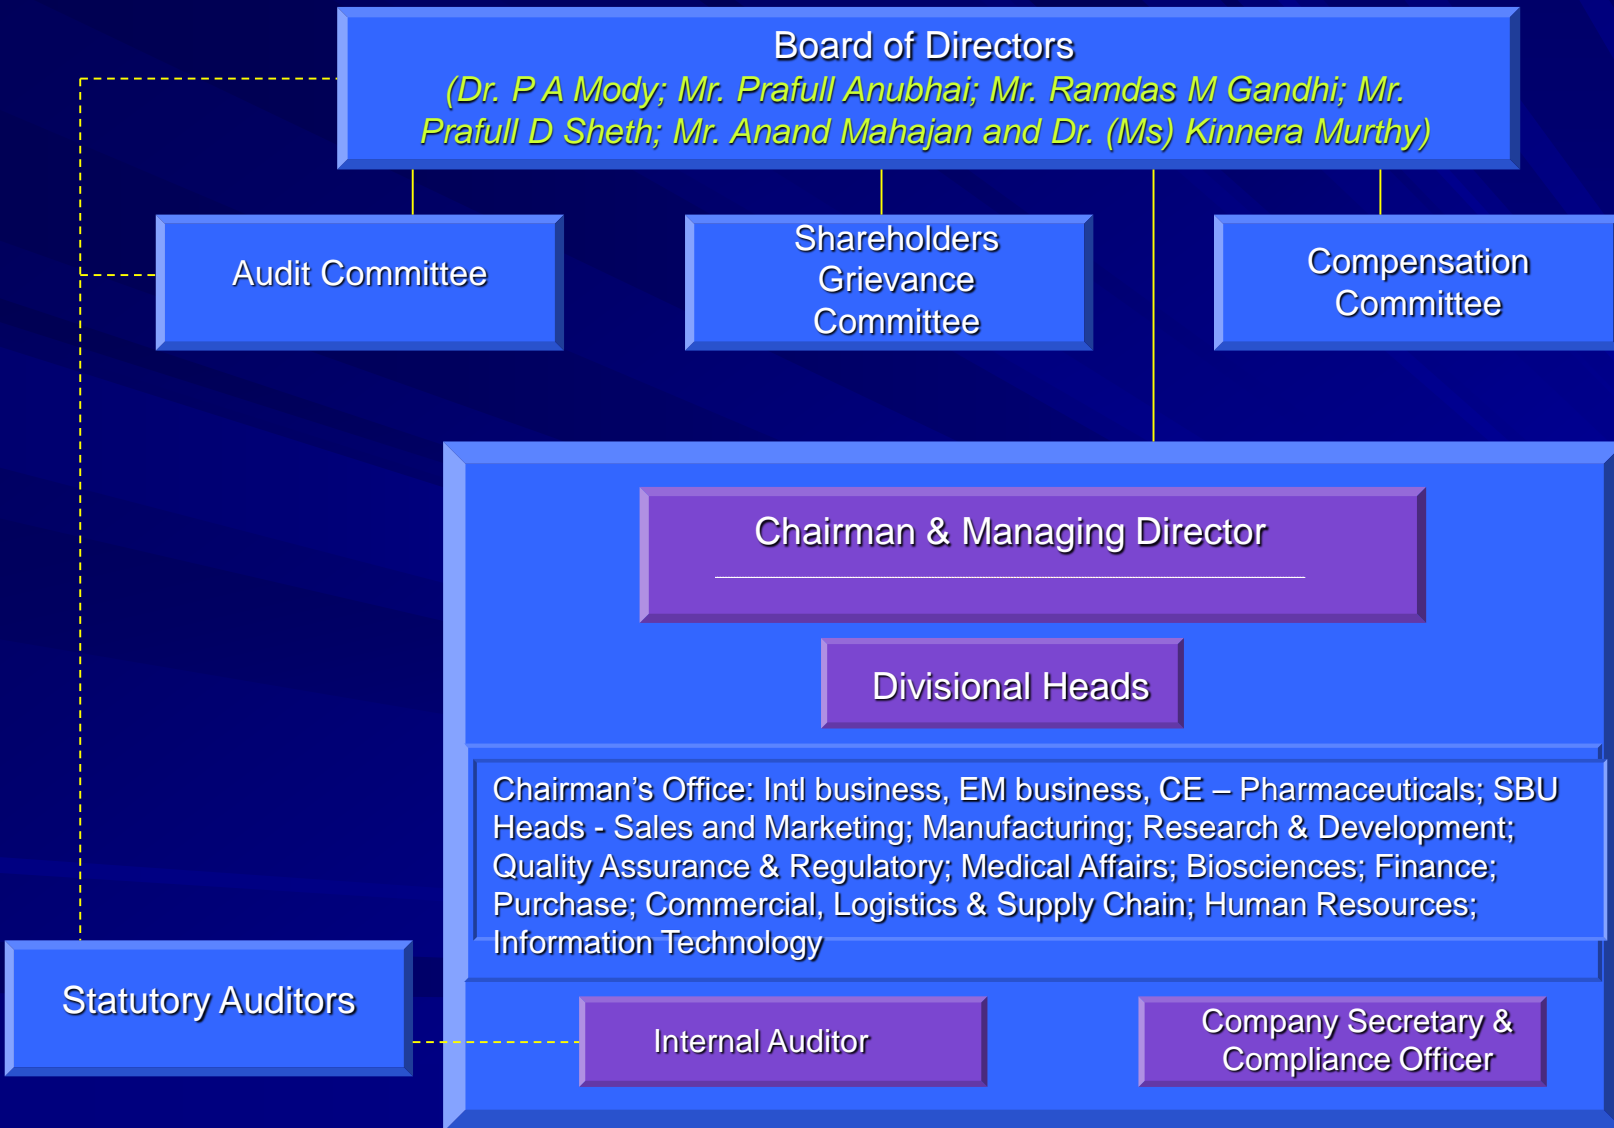 Board of Directors
(Dr. P A Mody; Mr. Prafull Anubhai; Mr. Ramdas M Gandhi; Mr.
Prafull D Sheth; Mr. Anand Mahajan and Dr. (Ms) Kinnera Murthy)
Audit Committee
Shareholders
Grievance
Committee
Compensation
Committee
Chairman & Managing Director
Divisional Heads
Chairman’s Office: Intl business, EM business, CE – Pharmaceuticals; SBU
Heads - Sales and Marketing; Manufacturing; Research & Development;
Quality Assurance & Regulatory; Medical Affairs; Biosciences; Finance;
Purchase; Commercial, Logistics & Supply Chain; Human Resources;
Information Technology
Statutory Auditors
Internal Auditor
Company Secretary &
Compliance Officer